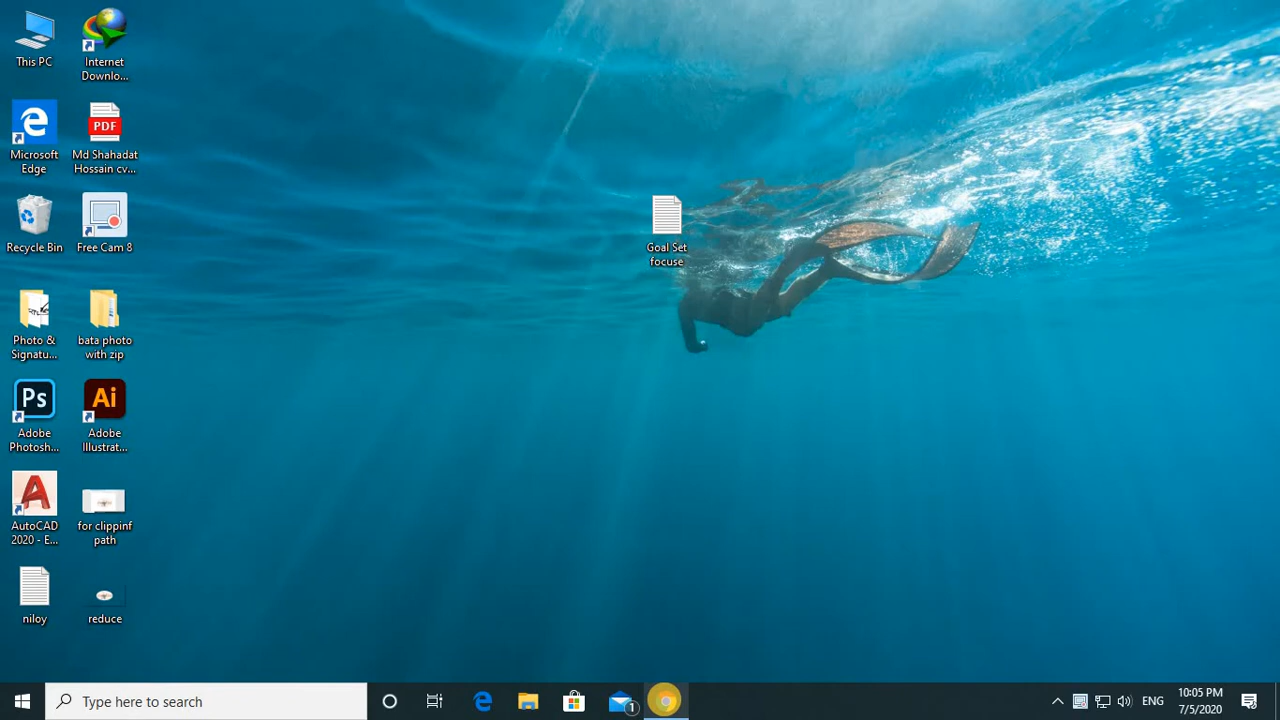 This PC
Internet
Downlo...
Microsoft
Edge
PDF
Md Shahadat
Hossain cv...
Recycle Bin
Free Cam 8
Photo &
Signatu...
bata photo
with zip
Ps
Adobe
Photosh...
Ai
Adobe
Illustrat...
AutoCAD
2020 - E...
for clippinf
path
niloy
reduce
Goal Set
focuse
Type here to search
1
ENG
10:05 PM
7/5/2020